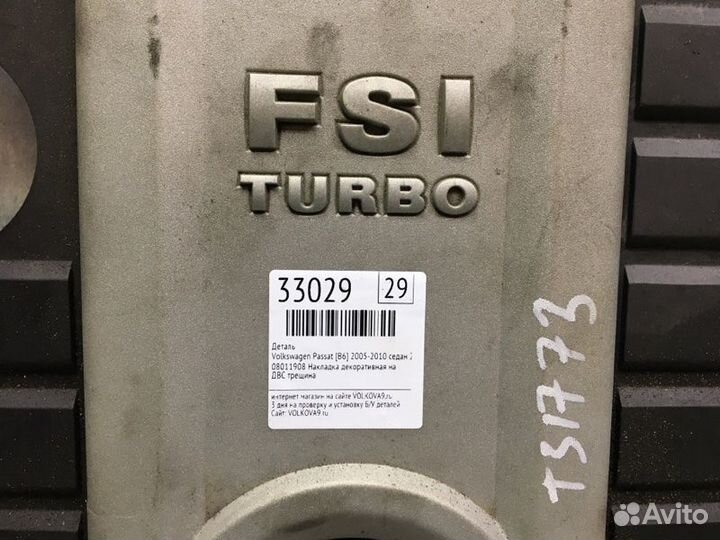 FSI
TURBO
33029 29
Деталь
Volkswagen Passat [B6] 2005-2010 седан 2
08011908 Накладка декоративная на
ДВС трещина
интернет магазин на сайте VOLKOVA9.ru
3 дня на проверку и установку Б/У деталей
Сайт: VOLKOVA9.ru
T31773
Avito